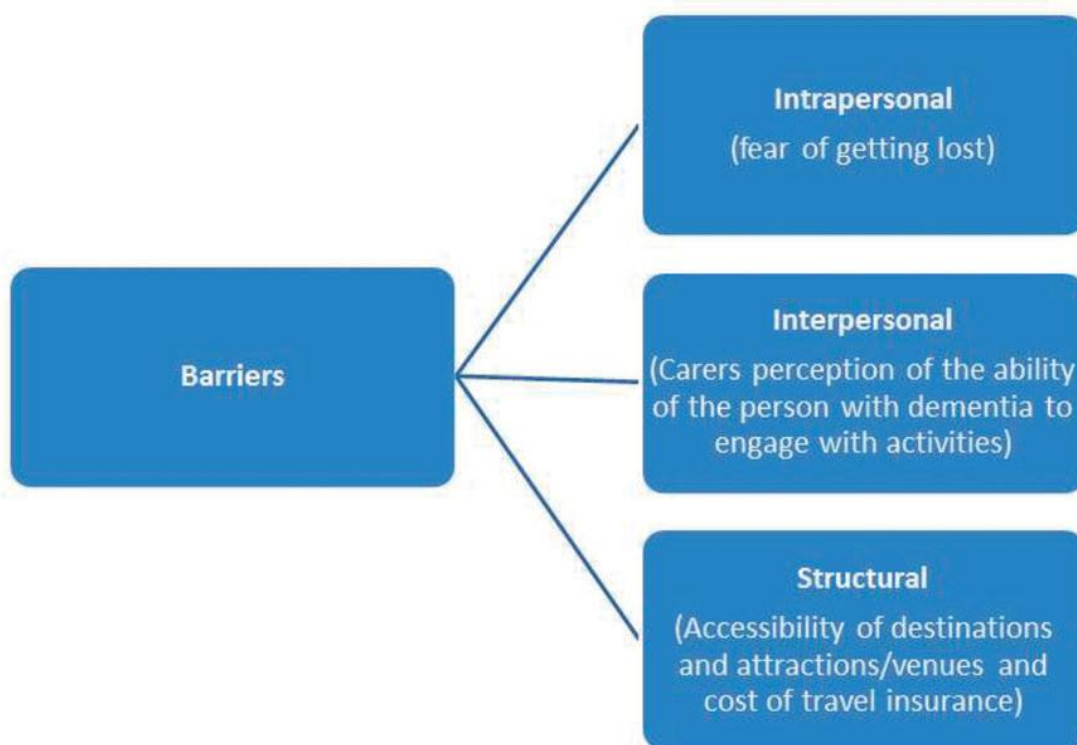 Barriers
Intrapersonal
(fear of getting lost)
Interpersonal
(Carers perception of the ability
of the person with dementia to
engage with activities)
Structural
(Accessibility of destinations
and attractions/venues and
cost of travel insurance)